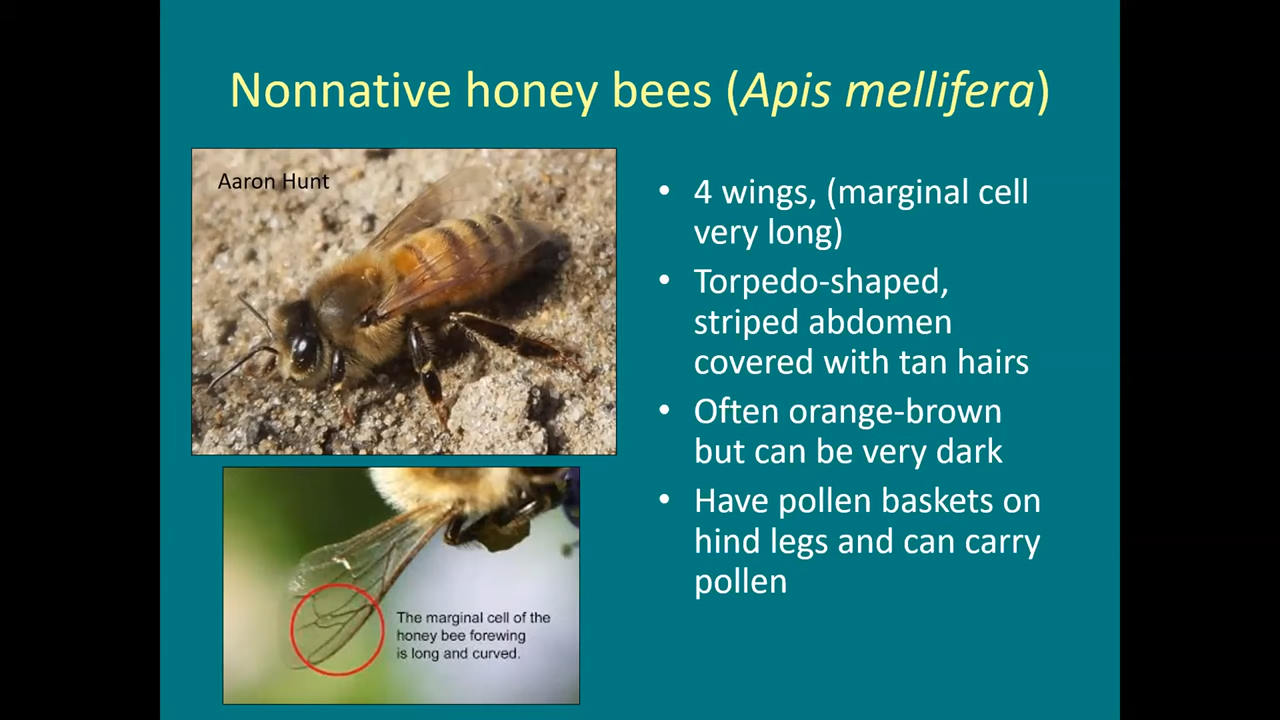 Nonnative honey bees (Apis mellifera)
Aaron Hunt
• 4 wings, (marginal cell
very long)
• Torpedo-shaped,
striped abdomen
covered with tan hairs
• Often orange-brown
but can be very dark
• Have pollen baskets on
hind legs and can carry
pollen
The marginal cell of the
honey bee forewing
is long and curved.